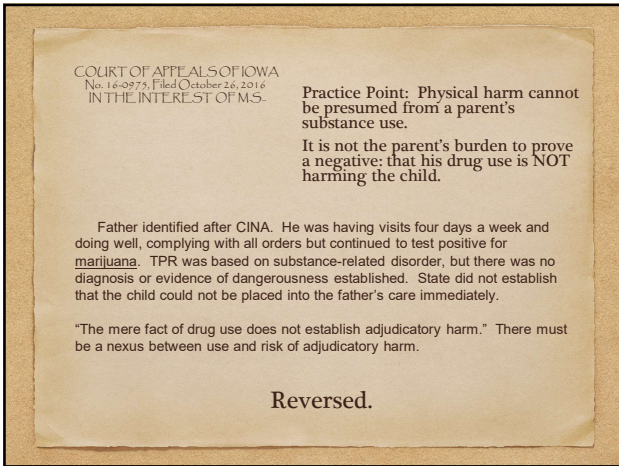 COURT OF APPEALS OF IOWA
No. 16-0975, Filed October 26, 2016
IN THE INTEREST OF M.S.-
Practice Point: Physical harm cannot
be presumed from a parent's
substance use.
It is not the parent's burden to prove
a negative: that his drug use is NOT
harming the child.
Father identified after CINA. He was having visits four days a week and
doing well, complying with all orders but continued to test positive for
marijuana. TPR was based on substance-related disorder, but there was no
diagnosis or evidence of dangerousness established. State did not establish
that the child could not be placed into the father's care immediately.
"The mere fact of drug use does not establish adjudicatory harm." There must
be a nexus between use and risk of adjudicatory harm.
Reversed.